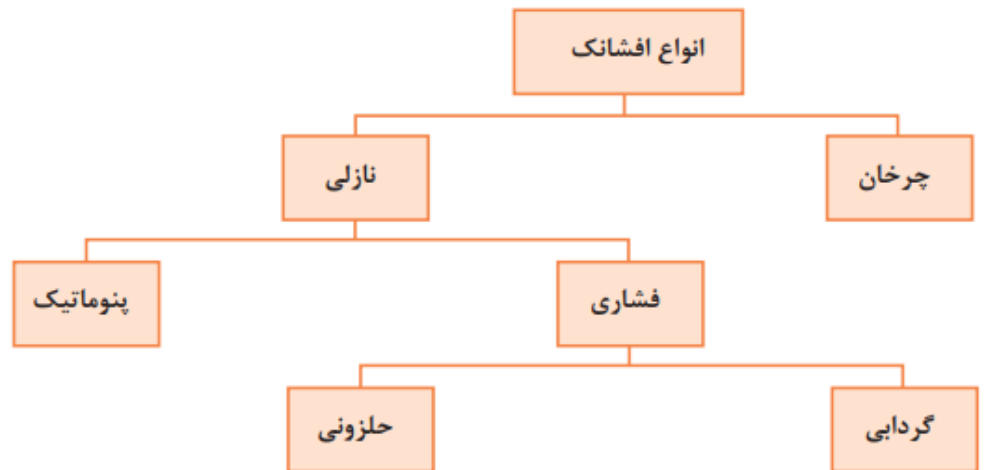 انواع افشانک
چرخان
نازلی
فشاری
پنوماتیک
گردابی
حلزونی